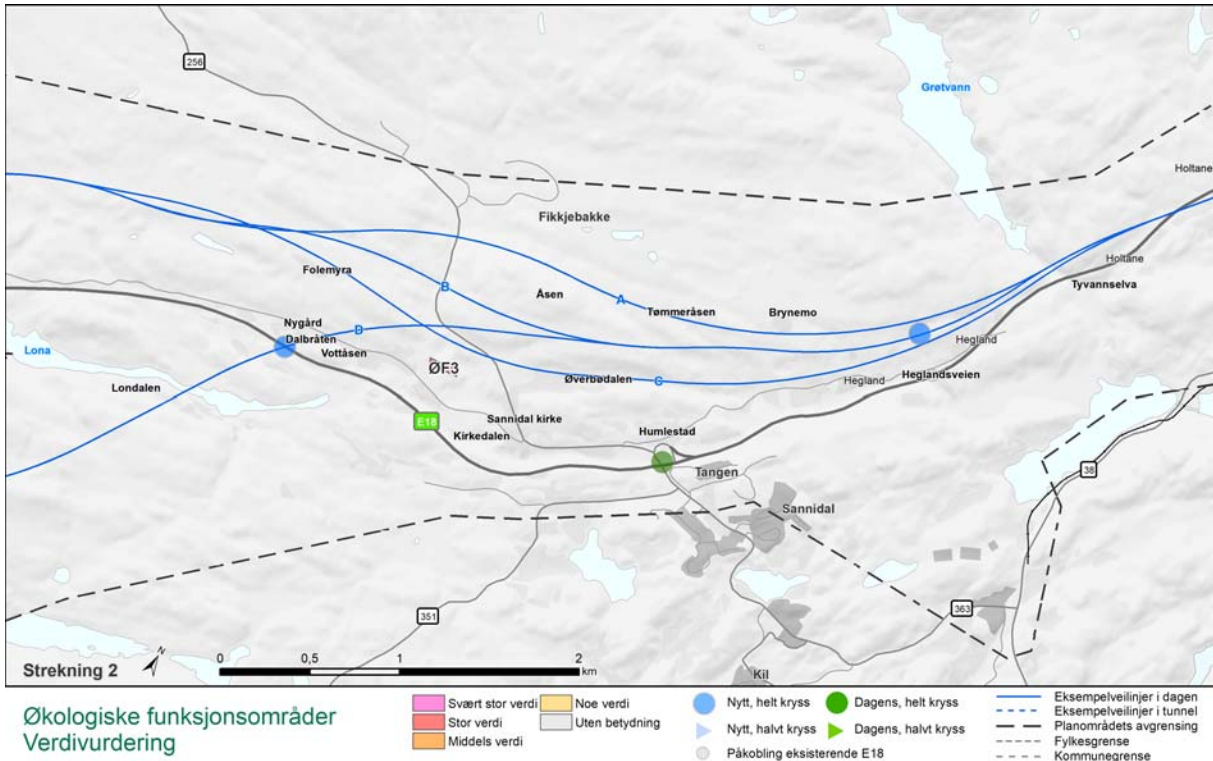 256
Grøtvann
Holtane
Fikkjebakke
Folemyra
B
Åsen
A
Tømmeråsen
Brynemo
Holtane
Tyvannselva
Nygård
D
Dalbråten
Vottåsen
Lona
Hegland
Londalen
ØF3
Øverbødalen
C
Hegland
Heglandsveien
E18
Sannidal kirke
Kirkedalen
Humlestad
Tangen
38
Sannidal
351
363
Kil
Strekning 2
N
0 0,5 1 2
km
Økologiske funksjonsområder
Verdivurdering
Svært stor verdi
Stor verdi
Middels verdi
Noe verdi
Uten betydning
Nytt, helt kryss
Nytt, halvt kryss
Påkobling eksisterende E18
Dagens, helt kryss
Dagens, halvt kryss
Eksempelveilinjer i dagen
Eksempelveilinjer i tunnel
Planområdets avgrensing
Fylkesgrense
Kommunegrense